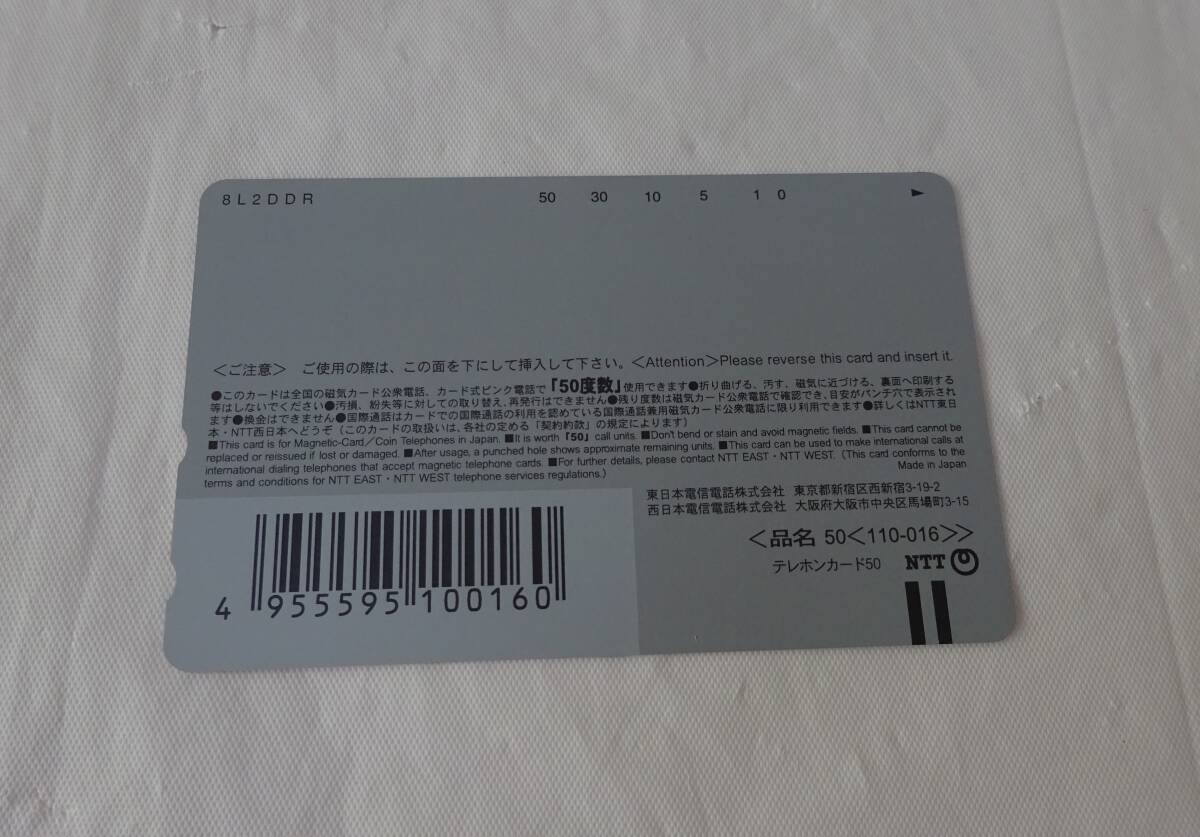 8L2DDR 50 30 10 5 1 0
<ご注意> ご使用の際は、この面を下にして挿入して下さい。<Attention>Please reverse this card and insert it.
●このカードは全国の磁気カード公衆電話、カード式ピンク電話で「50度数」使用できます●折り曲げる、汚す、磁気に近づける、裏面へ印刷する
等はしないでください●汚損、紛失等に対しての取り替え、再発行はできません●残り度数は磁気カード公衆電話で確認でき、目安がパンチ穴で表示され
ます●換金はできません●国際通話はカードでの国際通話の利用を認めている国際通話兼用磁気カード公衆電話に限り利用できます●詳しくはNTT東日
本・NTT西日本へどうぞ(このカードの取扱いは、各社の定める「契約約款」の規定によります)
■This card is for Magnetic-Card/Coin Telephones in Japan. ■It is worth「50」call units. ■Don't bend or stain and avoid magnetic fields. ■This card cannot be
replaced or reissued if lost or damaged. ■After usage, a punched hole shows approximate remaining units. ■This card can be used to make international calls at
international dialing telephones that accept magnetic telephone cards. ■For further details, please contact NTT EAST・NTT WEST. (This card conforms to the
terms and conditions for NTT EAST・NTT WEST telephone services regulations.) Made in Japan
東日本電信電話株式会社 東京都新宿区西新宿3-19-2
西日本電信電話株式会社 大阪府大阪市中央区馬場町3-15
<品名 50<110-016>>
テレホンカード50 NTT
4 955595 100160